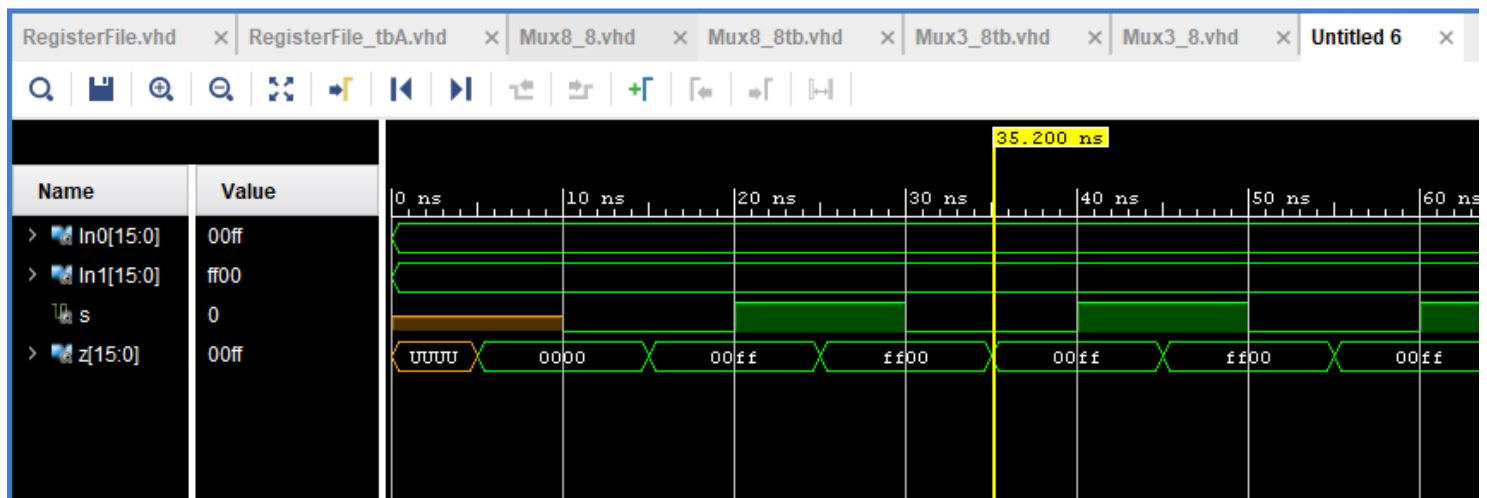 RegisterFile.vhd × RegisterFile_tbA.vhd × Mux8_8.vhd × Mux8_8tb.vhd × Mux3_8tb.vhd × Mux3_8.vhd × Untitled 6 ×
35.200 ns
Name Value 0 ns 10 ns 20 ns 30 ns 40 ns 50 ns 60 ns
> In0[15:0] 00ff
> In1[15:0] ff00
s 0
> z[15:0] 00ff UUUU 0000 00ff ff00 00ff ff00 00ff